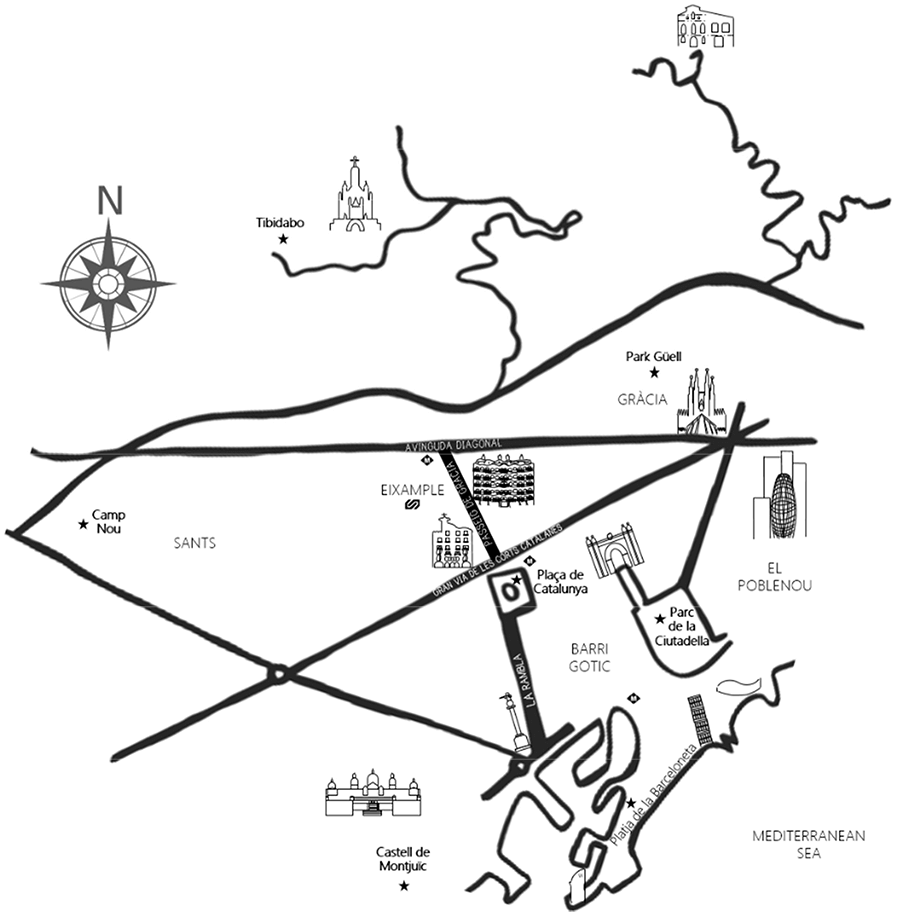 N
Tibidabo
Park Güell
GRÀCIA
AVINGUDA DIAGONAL
M
PASSEIG DE GRÀCIA
EIXAMPLE
Camp
Nou
SANTS
GRAN VIA DE LES CORTS CATALANES
M
Plaça de
Catalunya
EL
POBLENOU
Parc
de la
Ciutadella
BARRI
GOTIC
LA RAMBLA
M
Platja de la Barceloneta
MEDITERRANEAN
SEA
Castell de
Montjuïc